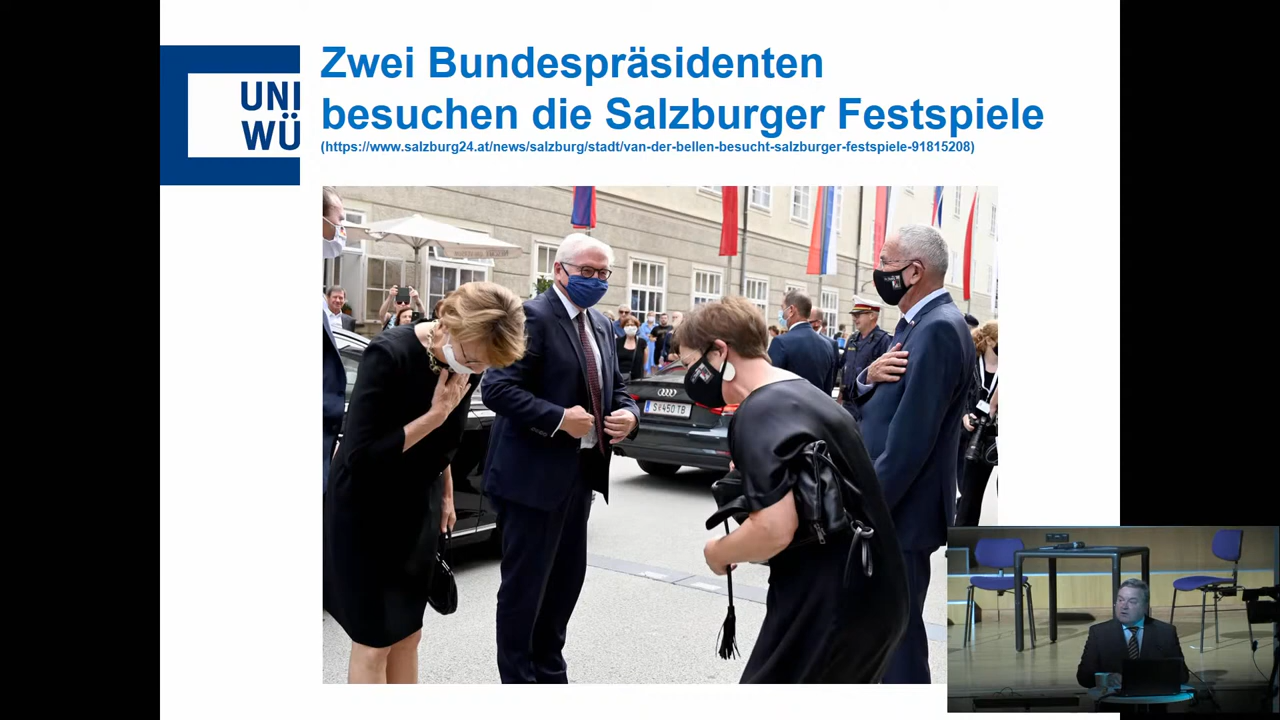 UNI
WÜ
Zwei Bundespräsidenten
besuchen die Salzburger Festspiele
(https://www.salzburg24.at/news/salzburg/stadt/van-der-bellen-besucht-salzburger-festspiele-91815208)
S 450 TB